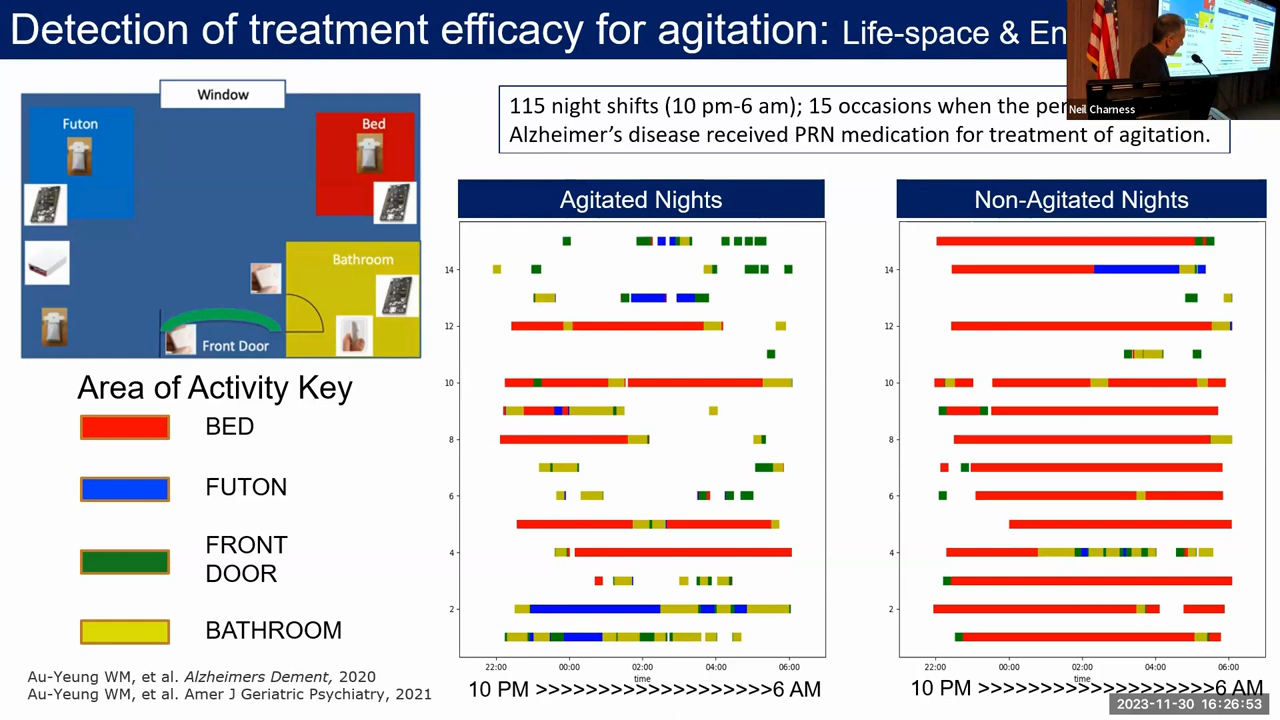 Detection of treatment efficacy for agitation: Life-space & En
Neil Charness
Window
Futon
Bed
Bathroom
Front Door
115 night shifts (10 pm-6 am); 15 occasions when the per
Alzheimer's disease received PRN medication for treatment of agitation.
Area of Activity Key
BED
FUTON
FRONT
DOOR
BATHROOM
Au-Yeung WM, et al. Alzheimers Dement, 2020
Au-Yeung WM, et al. Amer J Geriatric Psychiatry, 2021
Agitated Nights
14
12
10
8
6
4
2
22:00 00:00 02:00 04:00 06:00
time
10 PM >>>>>>>>>>>>>>>>>>>6 AM
Non-Agitated Nights
14
12
10
8
6
4
2
22:00 00:00 02:00 04:00 06:00
time
10 PM >>>>>>>>>>>>>>>>>>>6 AM
2023-11-30 16:26:53